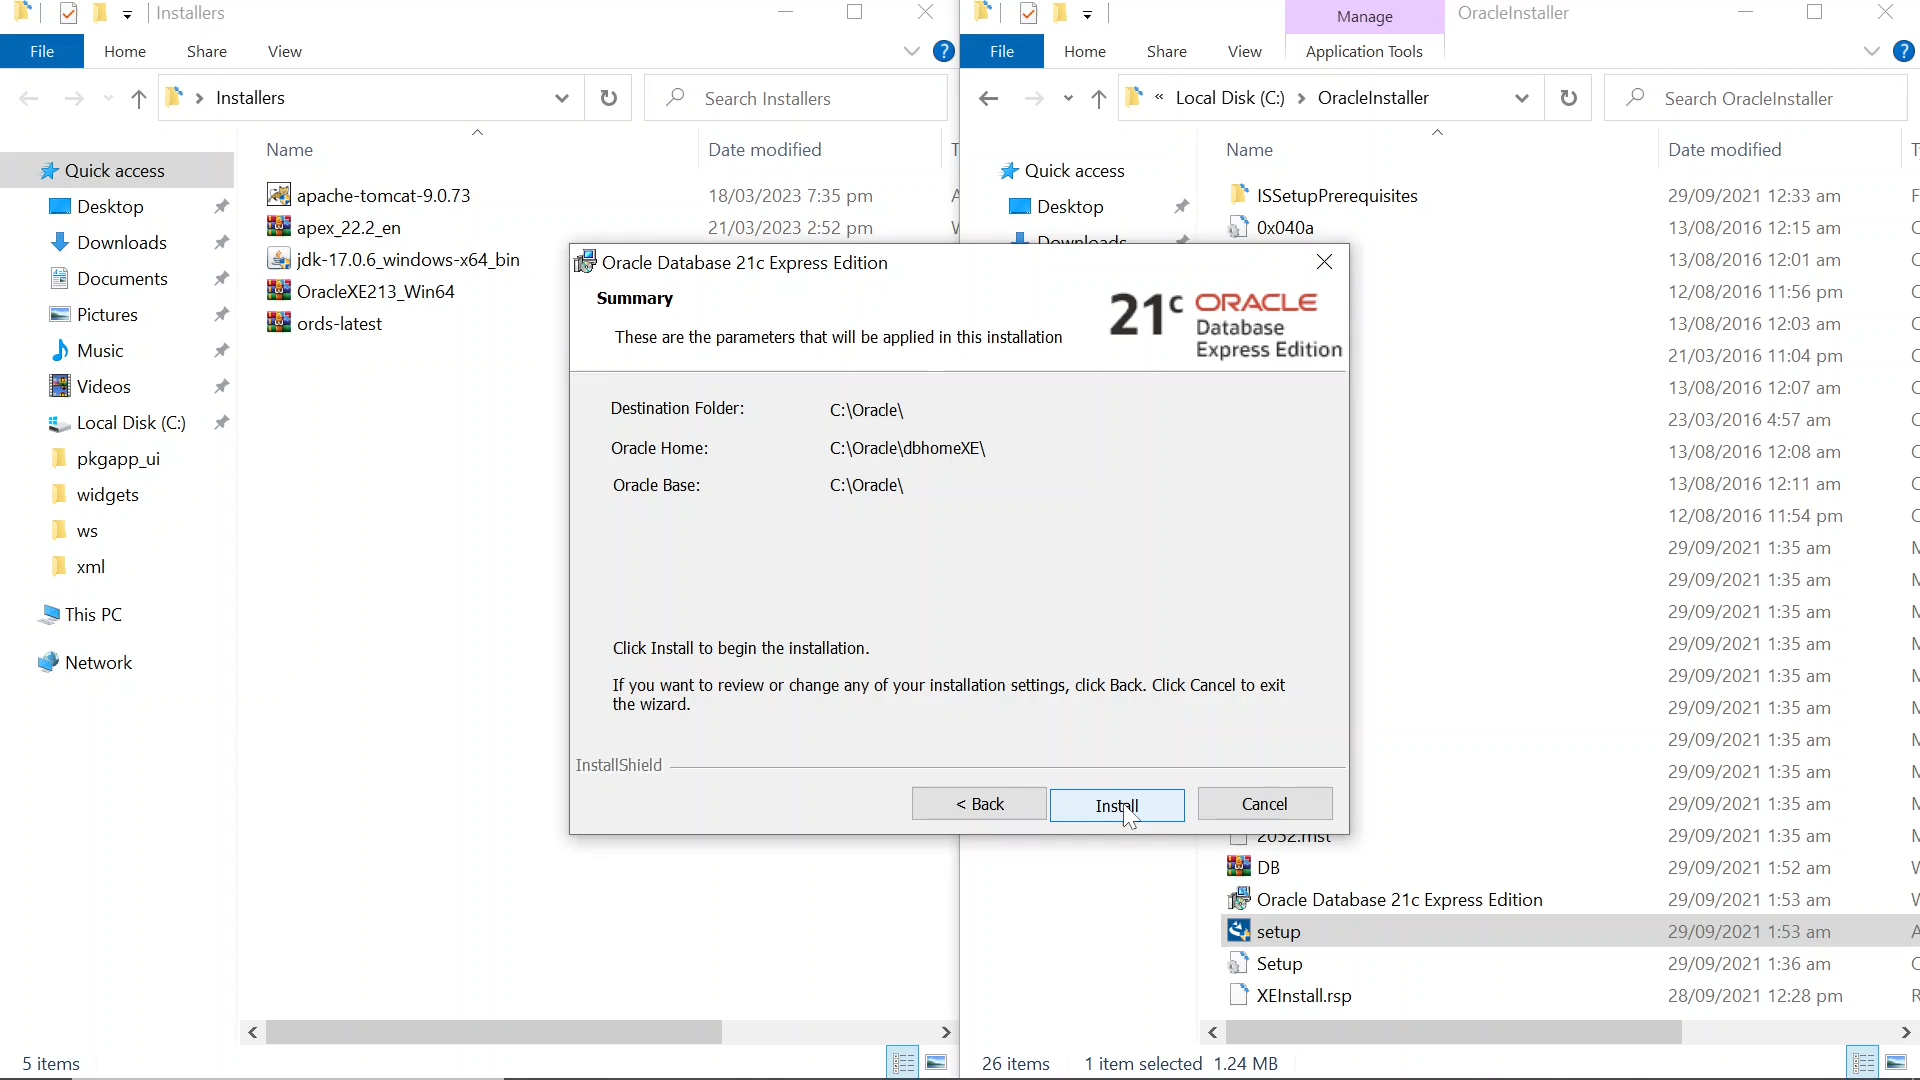 Installers
File
Home
Share
View
Installers
Search Installers
Name
Date modified
Quick access
Desktop
Downloads
Documents
Pictures
Music
Videos
Local Disk (C:)
pkgapp_ui
widgets
ws
xml
This PC
Network
apache-tomcat-9.0.73
18/03/2023 7:35 pm
apex_22.2_en
21/03/2023 2:52 pm
jdk-17.0.6_windows-x64_bin
OracleXE213_Win64
ords-latest
5 items
Manage
OracleInstaller
File
Home
Share
View
Application Tools
« Local Disk (C:) > OracleInstaller
Search OracleInstaller
Name
Date modified
Quick access
Desktop
Downloads
ISSetupPrerequisites
29/09/2021 12:33 am
0x040a
13/08/2016 12:15 am
13/08/2016 12:01 am
12/08/2016 11:56 pm
13/08/2016 12:03 am
21/03/2016 11:04 pm
13/08/2016 12:07 am
23/03/2016 4:57 am
13/08/2016 12:08 am
13/08/2016 12:11 am
12/08/2016 11:54 pm
29/09/2021 1:35 am
29/09/2021 1:35 am
29/09/2021 1:35 am
29/09/2021 1:35 am
29/09/2021 1:35 am
29/09/2021 1:35 am
29/09/2021 1:35 am
29/09/2021 1:35 am
29/09/2021 1:35 am
2052.mst
29/09/2021 1:35 am
DB
29/09/2021 1:52 am
Oracle Database 21c Express Edition
29/09/2021 1:53 am
setup
29/09/2021 1:53 am
Setup
29/09/2021 1:36 am
XEInstall.rsp
28/09/2021 12:28 pm
26 items
1 item selected 1.24 MB
Oracle Database 21c Express Edition
Summary
These are the parameters that will be applied in this installation
21c ORACLE
Database
Express Edition
Destination Folder:
C:\Oracle\
Oracle Home:
C:\Oracle\dbhomeXE\
Oracle Base:
C:\Oracle\
Click Install to begin the installation.
If you want to review or change any of your installation settings, click Back. Click Cancel to exit
the wizard.
InstallShield
< Back
Install
Cancel